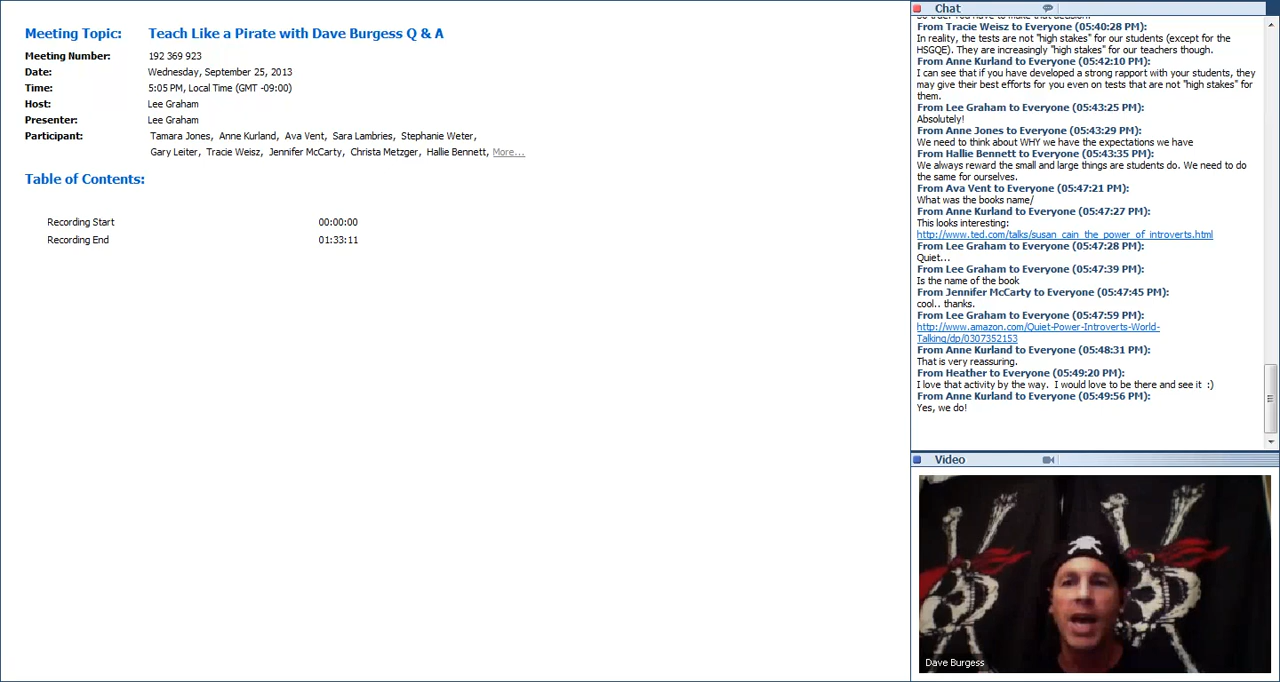 Meeting Topic: Teach Like a Pirate with Dave Burgess Q & A
Meeting Number: 192 369 923
Date: Wednesday, September 25, 2013
Time: 5:05 PM, Local Time (GMT -09:00)
Host: Lee Graham
Presenter: Lee Graham
Participant: Tamara Jones, Anne Kurland, Ava Vent, Sara Lambries, Stephanie Weter,
Gary Leiter, Tracie Weisz, Jennifer McCarty, Christa Metzger, Hallie Bennett, More...
Table of Contents:
Recording Start 00:00:00
Recording End 01:33:11
Chat
From Tracie Weisz to Everyone (05:40:28 PM):
In reality, the tests are not "high stakes" for our students (except for the
HSGQE). They are increasingly "high stakes" for our teachers though.
From Anne Kurland to Everyone (05:42:10 PM):
I can see that if you have developed a strong rapport with your students, they
may give their best efforts for you even on tests that are not "high stakes" for
them.
From Lee Graham to Everyone (05:43:25 PM):
Absolutely!
From Anne Jones to Everyone (05:43:29 PM):
We need to think about WHY we have the expectations we have
From Hallie Bennett to Everyone (05:43:35 PM):
We always reward the small and large things are students do. We need to do
the same for ourselves.
From Ava Vent to Everyone (05:47:21 PM):
What was the books name/
From Anne Kurland to Everyone (05:47:27 PM):
This looks interesting:
http://www.ted.com/talks/susan_cain_the_power_of_introverts.html
From Lee Graham to Everyone (05:47:28 PM):
Quiet...
From Lee Graham to Everyone (05:47:39 PM):
Is the name of the book
From Jennifer McCarty to Everyone (05:47:45 PM):
cool.. thanks.
From Lee Graham to Everyone (05:47:59 PM):
http://www.amazon.com/Quiet-Power-Introverts-World-
Talking/dp/0307352153
From Anne Kurland to Everyone (05:48:31 PM):
That is very reassuring.
From Heather to Everyone (05:49:20 PM):
I love that activity by the way. I would love to be there and see it :)
From Anne Kurland to Everyone (05:49:56 PM):
Yes, we do!
Video
Dave Burgess